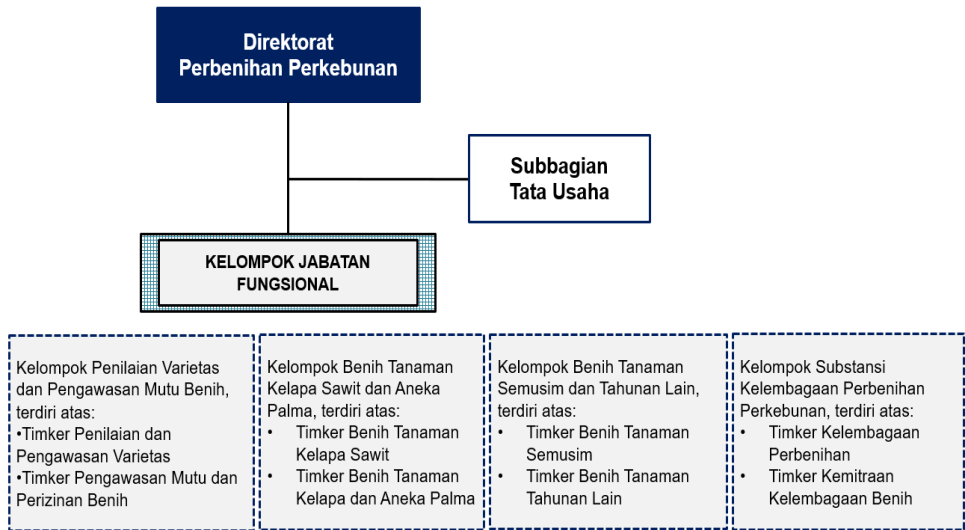 Direktorat
Perbenihan Perkebunan
Subbagian
Tata Usaha
KELOMPOK JABATAN
FUNGSIONAL
Kelompok Penilaian Varietas
dan Pengawasan Mutu Benih,
terdiri atas:
•Timker Penilaian dan
Pengawasan Varietas
•Timker Pengawasan Mutu dan
Perizinan Benih
Kelompok Benih Tanaman
Kelapa Sawit dan Aneka
Palma, terdiri atas:
• Timker Benih Tanaman
Kelapa Sawit
• Timker Benih Tanaman
Kelapa dan Aneka Palma
Kelompok Benih Tanaman
Semusim dan Tahunan Lain,
terdiri atas:
• Timker Benih Tanaman
Semusim
• Timker Benih Tanaman
Tahunan Lain
Kelompok Substansi
Kelembagaan Perbenihan
Perkebunan, terdiri atas:
• Timker Kelembagaan
Perbenihan
• Timker Kemitraan
Kelembagaan Benih